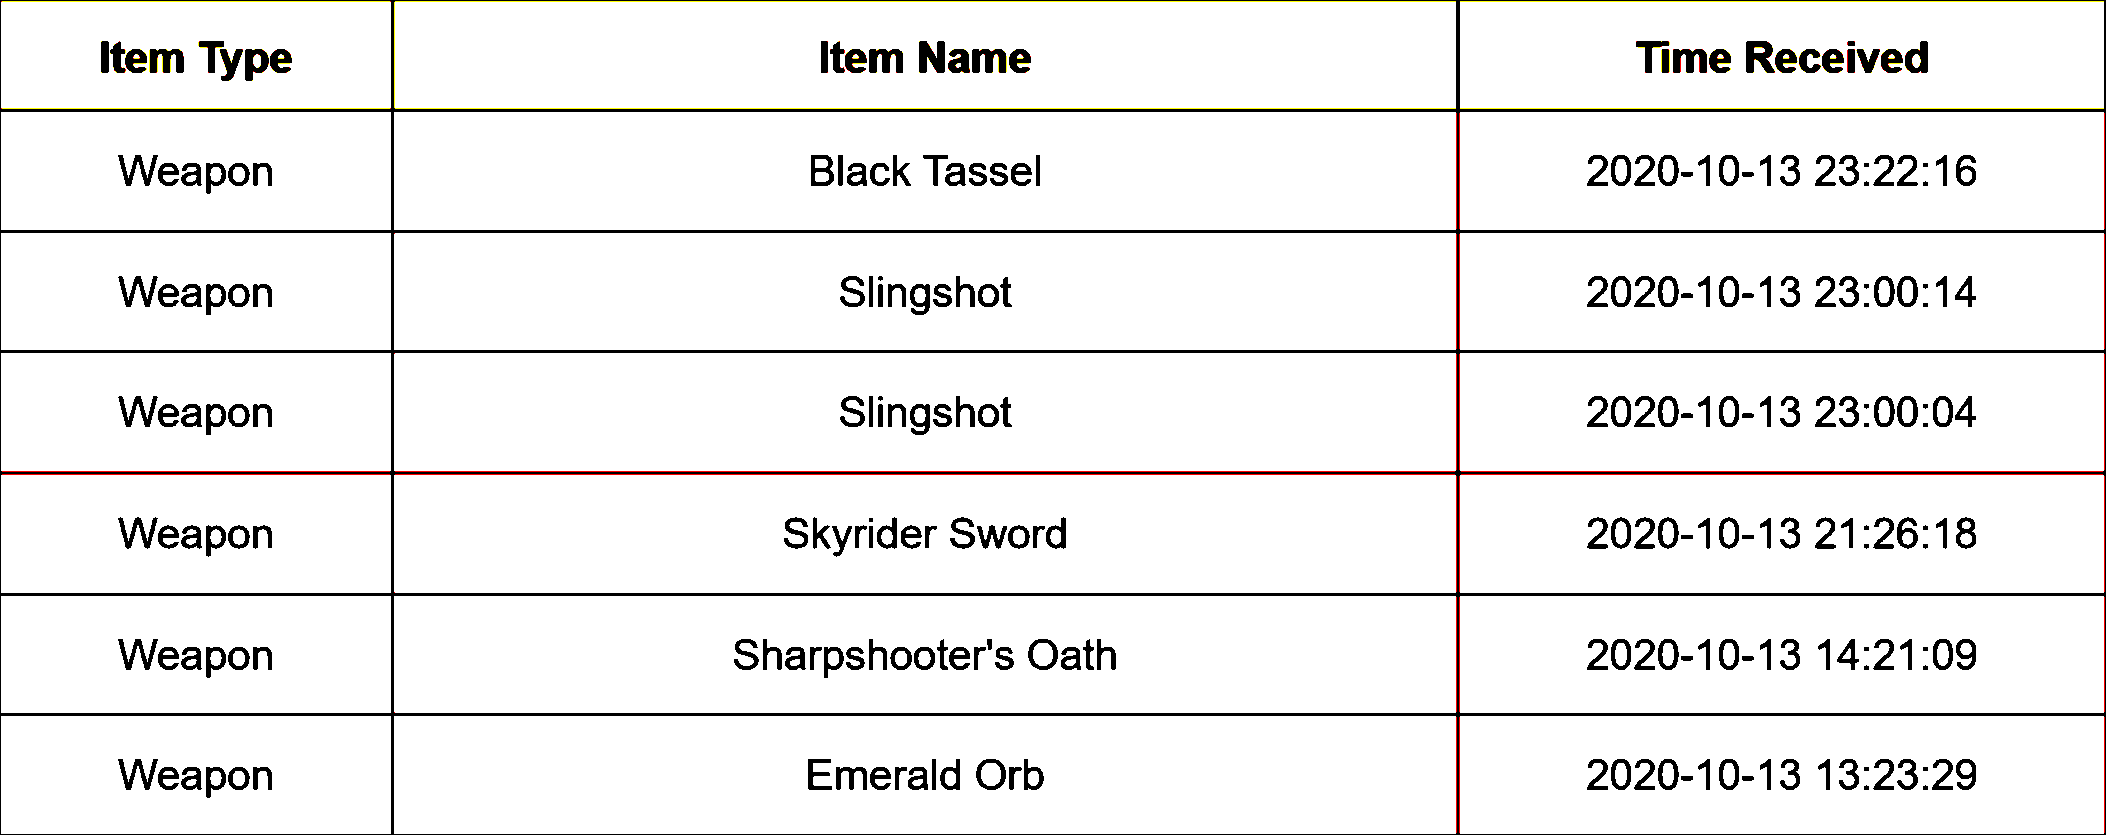 Item Type Item Name Time Received
Weapon Black Tassel 2020-10-13 23:22:16
Weapon Slingshot 2020-10-13 23:00:14
Weapon Slingshot 2020-10-13 23:00:04
Weapon Skyrider Sword 2020-10-13 21:26:18
Weapon Sharpshooter's Oath 2020-10-13 14:21:09
Weapon Emerald Orb 2020-10-13 13:23:29